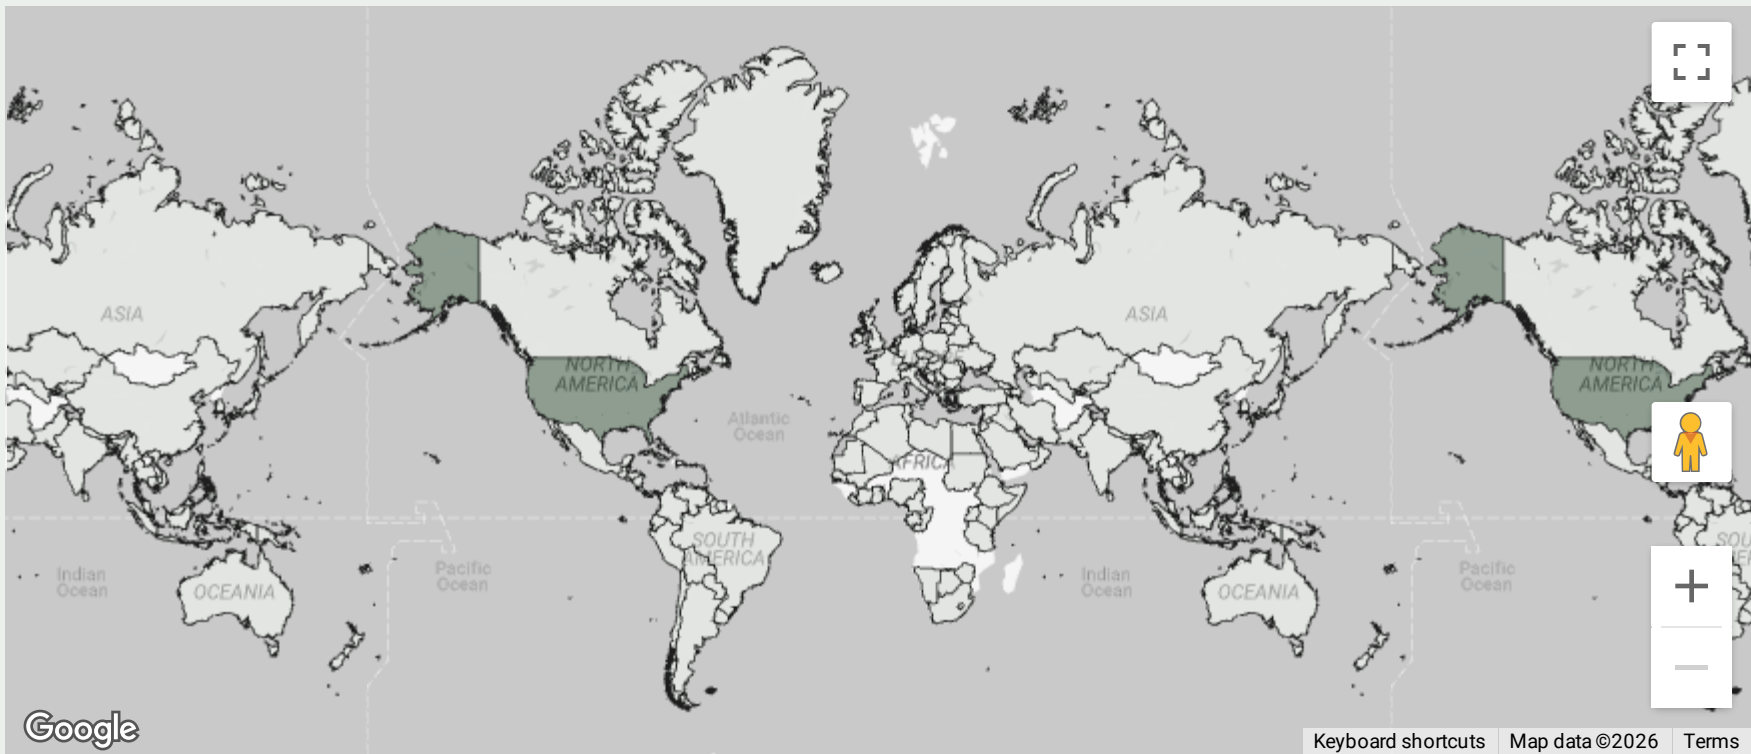 ASIA
NORTH
AMERICA
Atlantic
Ocean
AFRICA
SOUTH
AMERICA
Indian
Ocean
OCEANIA
Pacific
Ocean
ASIA
NORTH
AMERICA
Indian
Ocean
OCEANIA
Pacific
Ocean
Google
Keyboard shortcuts
Map data ©2026
Terms